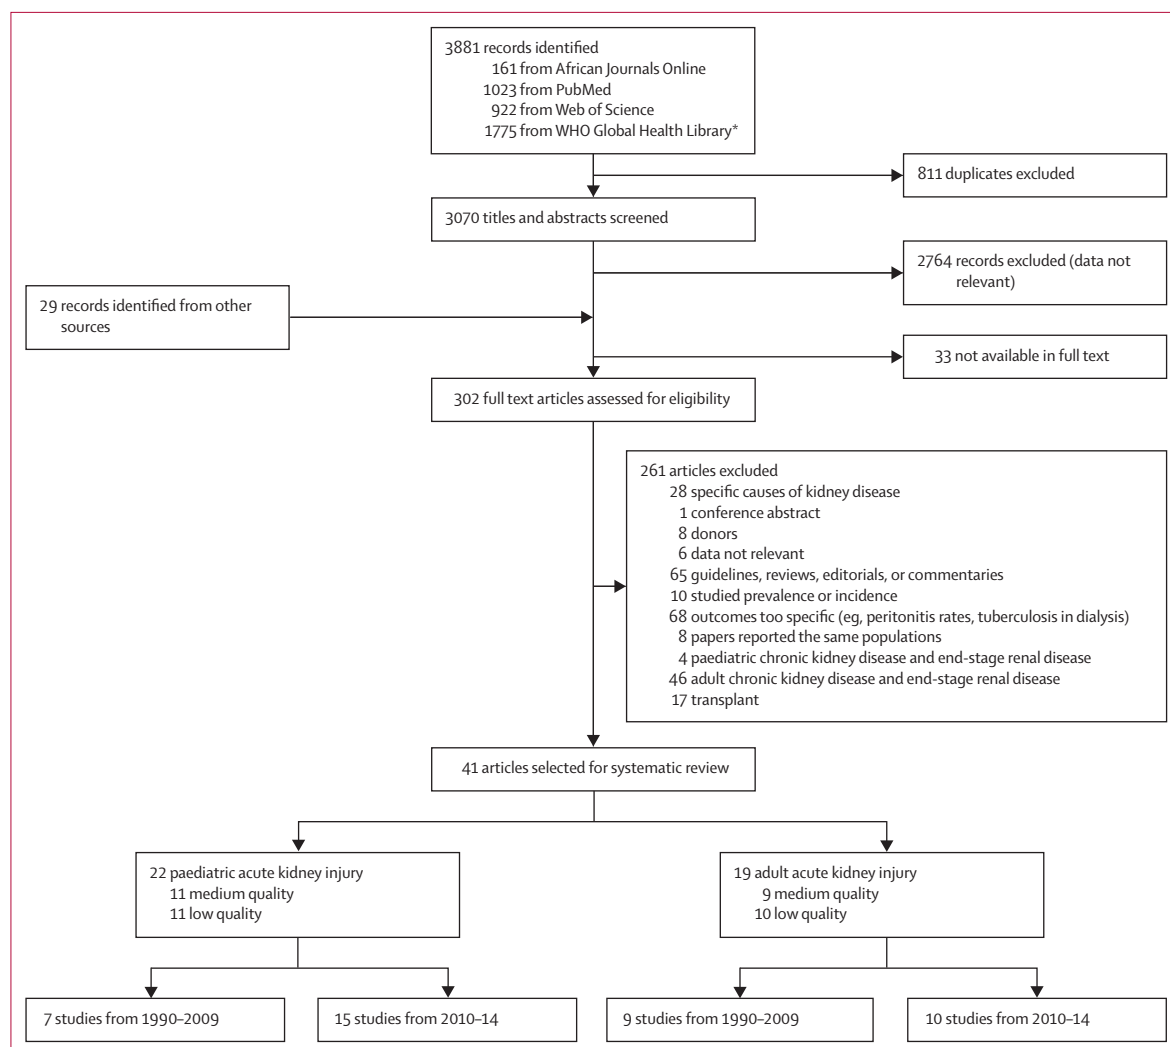 3881 records identified
161 from African Journals Online
1023 from PubMed
922 from Web of Science
1775 from WHO Global Health Library*
811 duplicates excluded
3070 titles and abstracts screened
2764 records excluded (data not
relevant)
29 records identified from other
sources
33 not available in full text
302 full text articles assessed for eligibility
261 articles excluded
28 specific causes of kidney disease
1 conference abstract
8 donors
6 data not relevant
65 guidelines, reviews, editorials, or commentaries
10 studied prevalence or incidence
68 outcomes too specific (eg, peritonitis rates, tuberculosis in dialysis)
8 papers reported the same populations
4 paediatric chronic kidney disease and end-stage renal disease
46 adult chronic kidney disease and end-stage renal disease
17 transplant
41 articles selected for systematic review
22 paediatric acute kidney injury
11 medium quality
11 low quality
19 adult acute kidney injury
9 medium quality
10 low quality
7 studies from 1990–2009
15 studies from 2010–14
9 studies from 1990–2009
10 studies from 2010–14